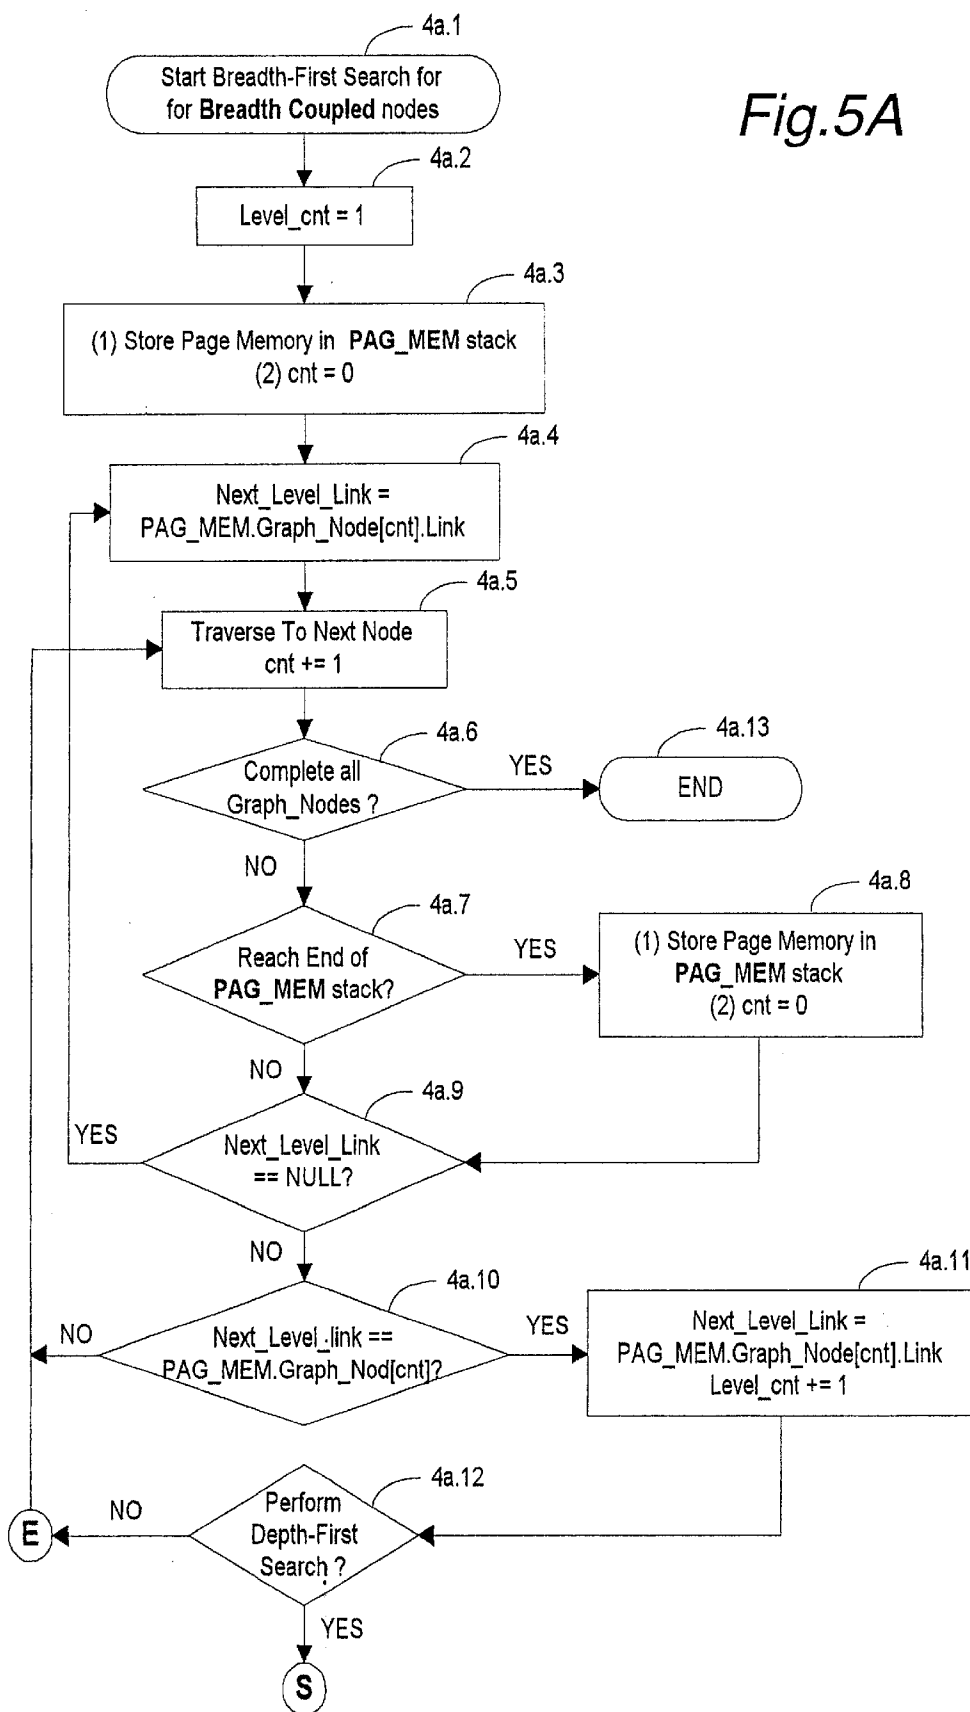 4a.1
Start Breadth-First Search for
for Breadth Coupled nodes
Fig.5A
4a.2
Level_cnt = 1
4a.3
(1) Store Page Memory in PAG_MEM stack
(2) cnt = 0
4a.4
Next_Level_Link =
PAG_MEM.Graph_Node[cnt].Link
4a.5
Traverse To Next Node
cnt += 1
4a.6
Complete all
Graph_Nodes ?
YES
4a.13
END
NO
4a.7
Reach End of
PAG_MEM stack?
YES
4a.8
(1) Store Page Memory in
PAG_MEM stack
(2) cnt = 0
NO
4a.9
Next_Level_Link
== NULL?
YES
NO
4a.10
Next_Level_link ==
PAG_MEM.Graph_Nod[cnt]?
NO
YES
4a.11
Next_Level_Link =
PAG_MEM.Graph_Node[cnt].Link
Level_cnt += 1
4a.12
Perform
Depth-First
Search ?
NO
E
YES
S